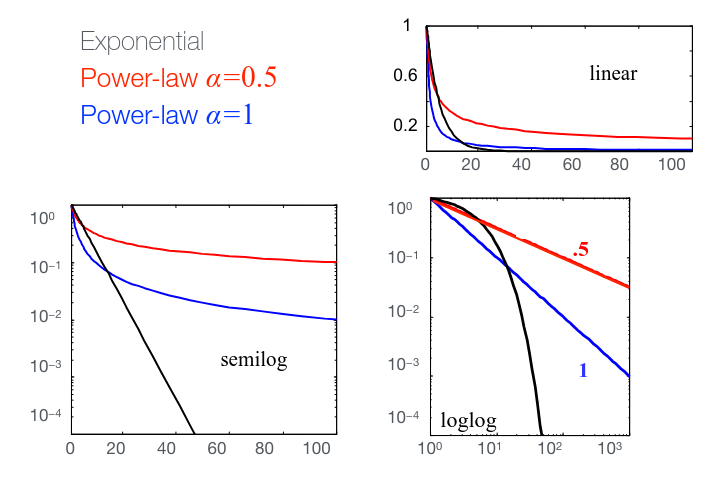 Exponential
Power-law α=0.5
Power-law α=1
1
0.6
0.2
linear
0 20 40 60 80 100
10⁰
10⁻¹
10⁻²
10⁻³
10⁻⁴
semilog
0 20 40 60 80 100
10⁰
10⁻¹
10⁻²
10⁻³
10⁻⁴
.5
1
loglog
10⁰ 10¹ 10² 10³